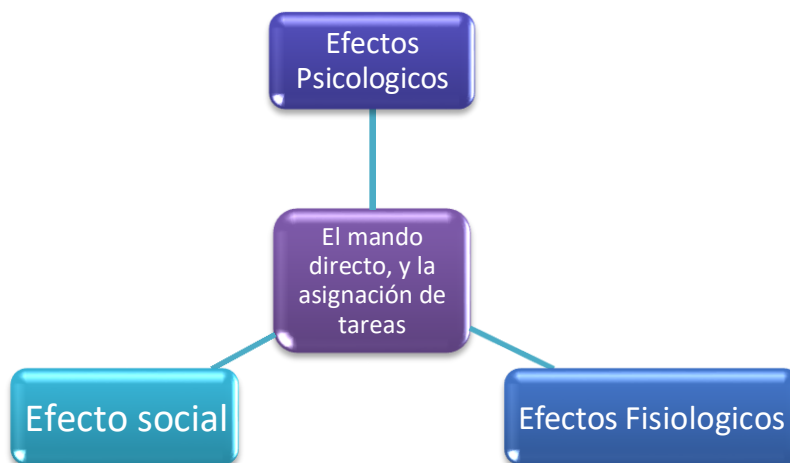 Efectos
Psicologicos
El mando
directo, y la
asignación de
tareas
Efecto social
Efectos Fisiologicos